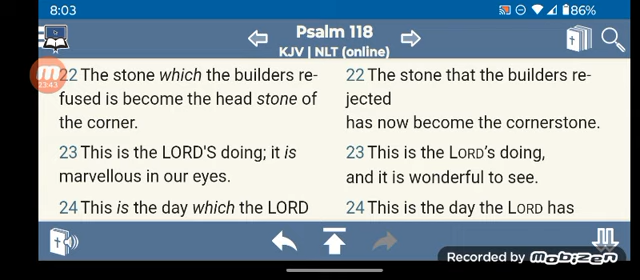 8:03
86%
Psalm 118
KJV | NLT (online)
22 The stone which the builders re-
fused is become the head stone of
the corner.
23 This is the LORD'S doing; it is
marvellous in our eyes.
24 This is the day which the LORD
22 The stone that the builders re-
jected
has now become the cornerstone.
23 This is the LORD's doing,
and it is wonderful to see.
24 This is the day the LORD has
23:43
Recorded by Mobizen